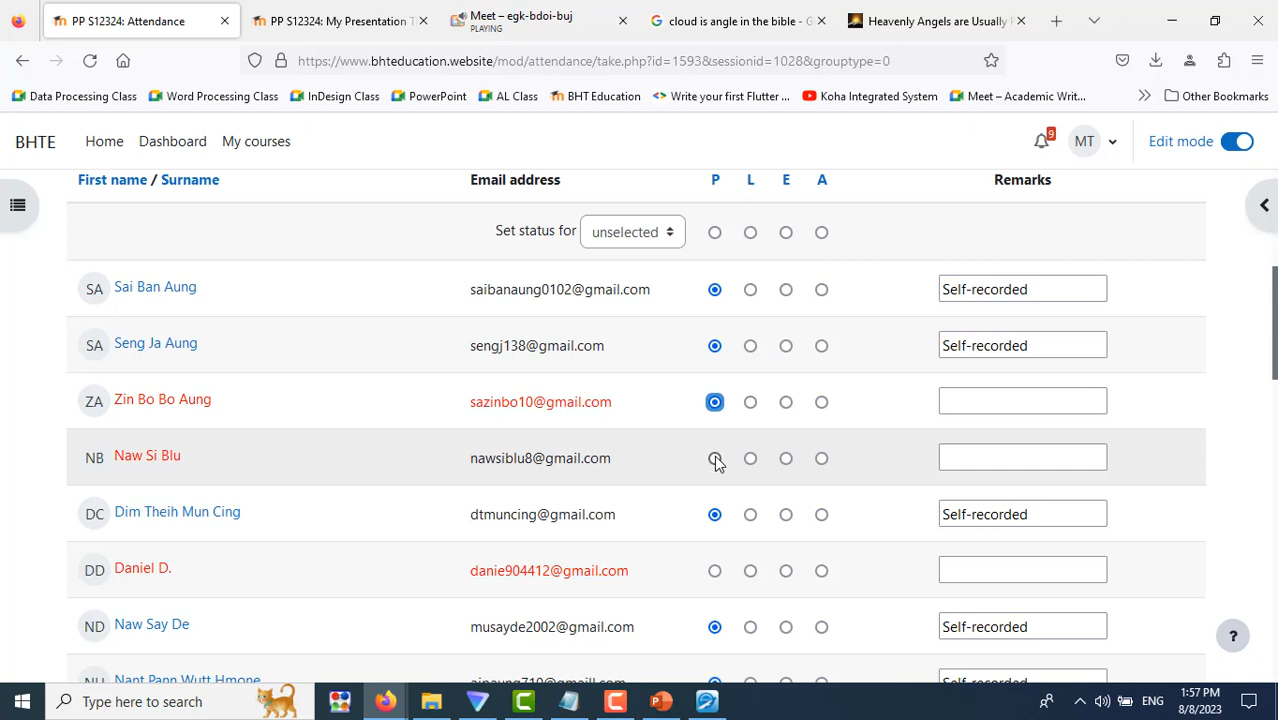 PP S12324: Attendance
PP S12324: My Presentation T
Meet – egk-bdoi-buj
PLAYING
cloud is angle in the bible - G
Heavenly Angels are Usually F
https://www.bhteducation.website/mod/attendance/take.php?id=1593&sessionid=1028&grouptype=0
Data Processing Class
Word Processing Class
InDesign Class
PowerPoint
AL Class
BHT Education
Write your first Flutter ...
Koha Integrated System
Meet – Academic Writ...
Other Bookmarks
BHTE
Home
Dashboard
My courses
9
MT
Edit mode
First name / Surname
Email address
P
L
E
A
Remarks
Set status for
unselected
SA
Sai Ban Aung
saibanaung0102@gmail.com
Self-recorded
SA
Seng Ja Aung
sengj138@gmail.com
Self-recorded
ZA
Zin Bo Bo Aung
sazinbo10@gmail.com
NB
Naw Si Blu
nawsiblu8@gmail.com
DC
Dim Theih Mun Cing
dtmuncing@gmail.com
Self-recorded
DD
Daniel D.
danie904412@gmail.com
ND
Naw Say De
musayde2002@gmail.com
Self-recorded
Nant Pann Wutt Hmone
Self-recorded
?
Type here to search
ENG
1:57 PM
8/8/2023